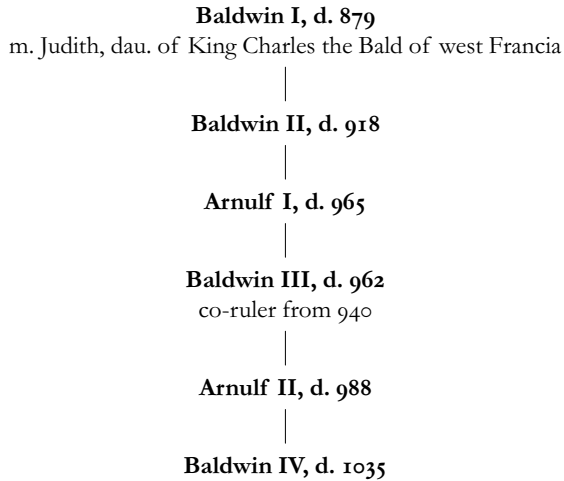 Baldwin I, d. 879
m. Judith, dau. of King Charles the Bald of west Francia
Baldwin II, d. 918
Arnulf I, d. 965
Baldwin III, d. 962
co-ruler from 940
Arnulf II, d. 988
Baldwin IV, d. 1035